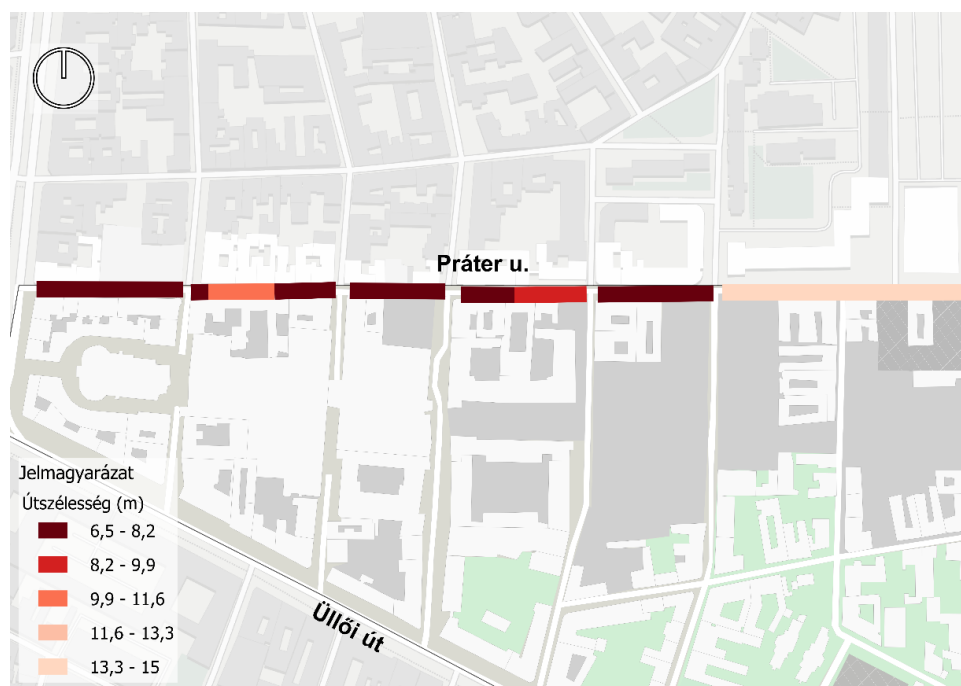 Práter u.
Jelmagyarázat
Útszélesség (m)
6,5 - 8,2
8,2 - 9,9
9,9 - 11,6
11,6 - 13,3
13,3 - 15
Üllői út